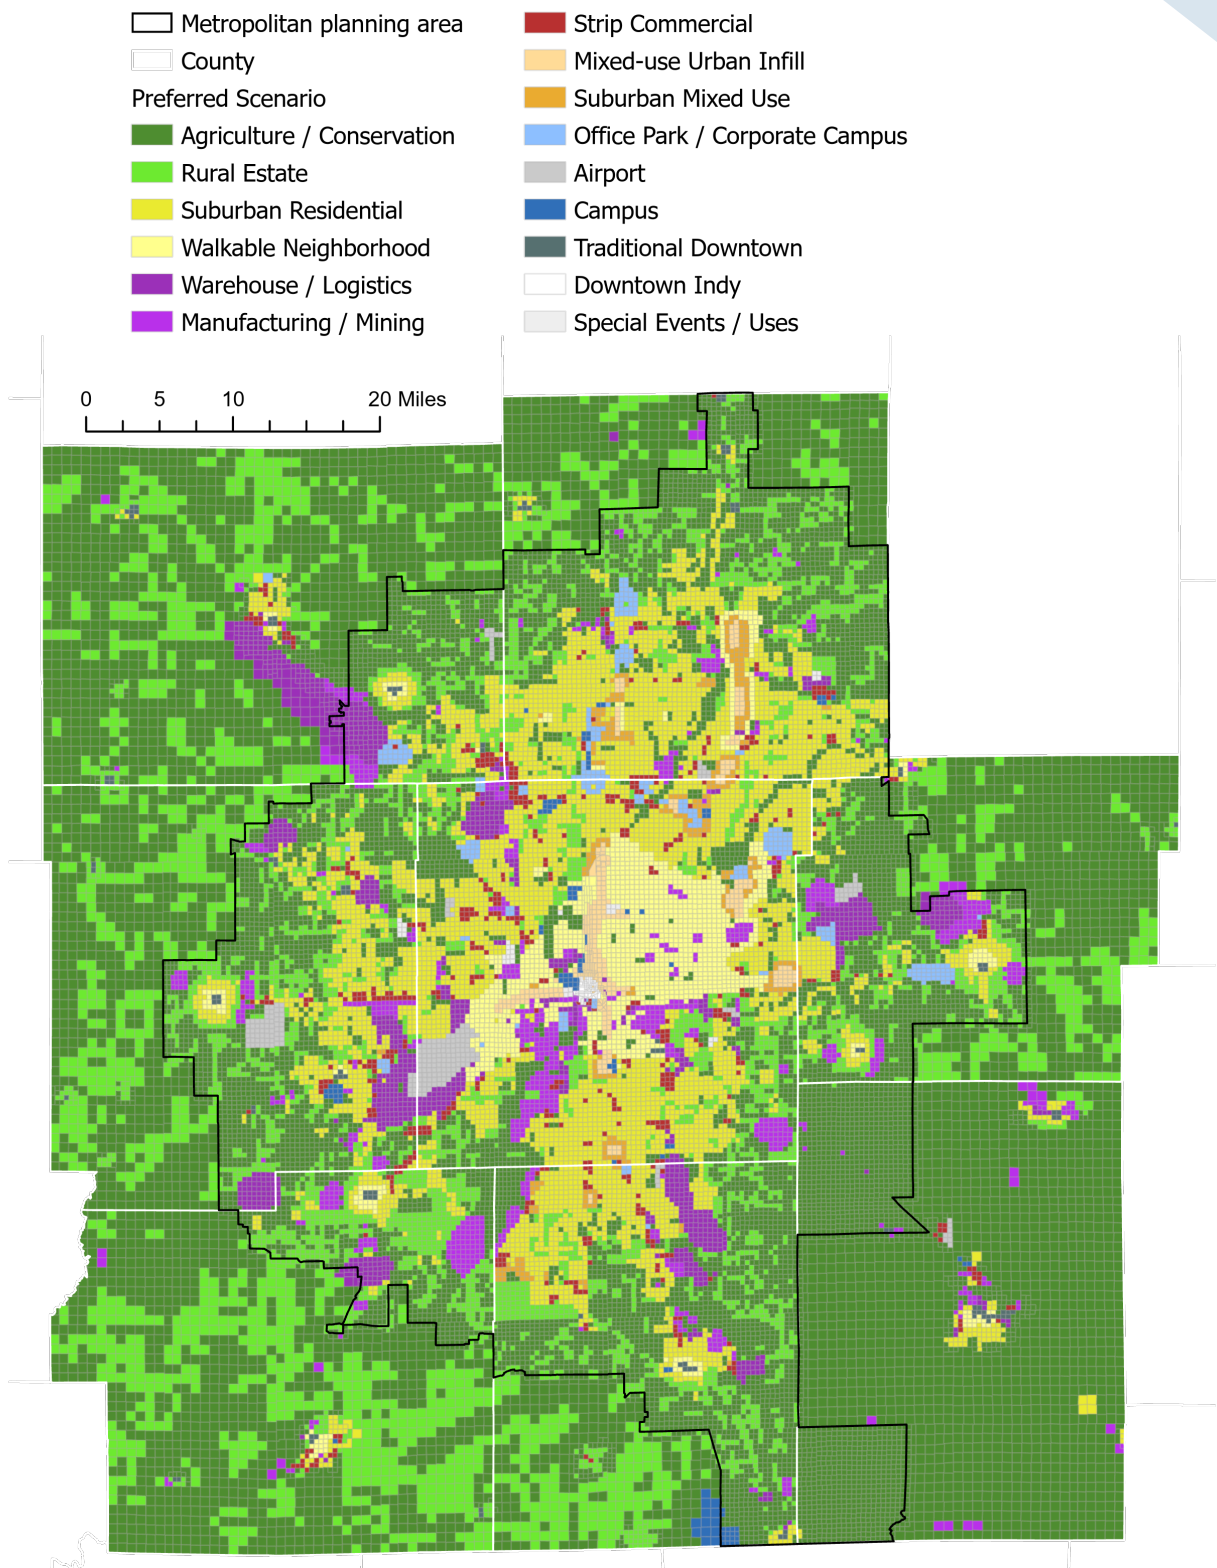 Metropolitan planning area
County
Preferred Scenario
Agriculture / Conservation
Rural Estate
Suburban Residential
Walkable Neighborhood
Warehouse / Logistics
Manufacturing / Mining
Strip Commercial
Mixed-use Urban Infill
Suburban Mixed Use
Office Park / Corporate Campus
Airport
Campus
Traditional Downtown
Downtown Indy
Special Events / Uses
0 5 10 20 Miles